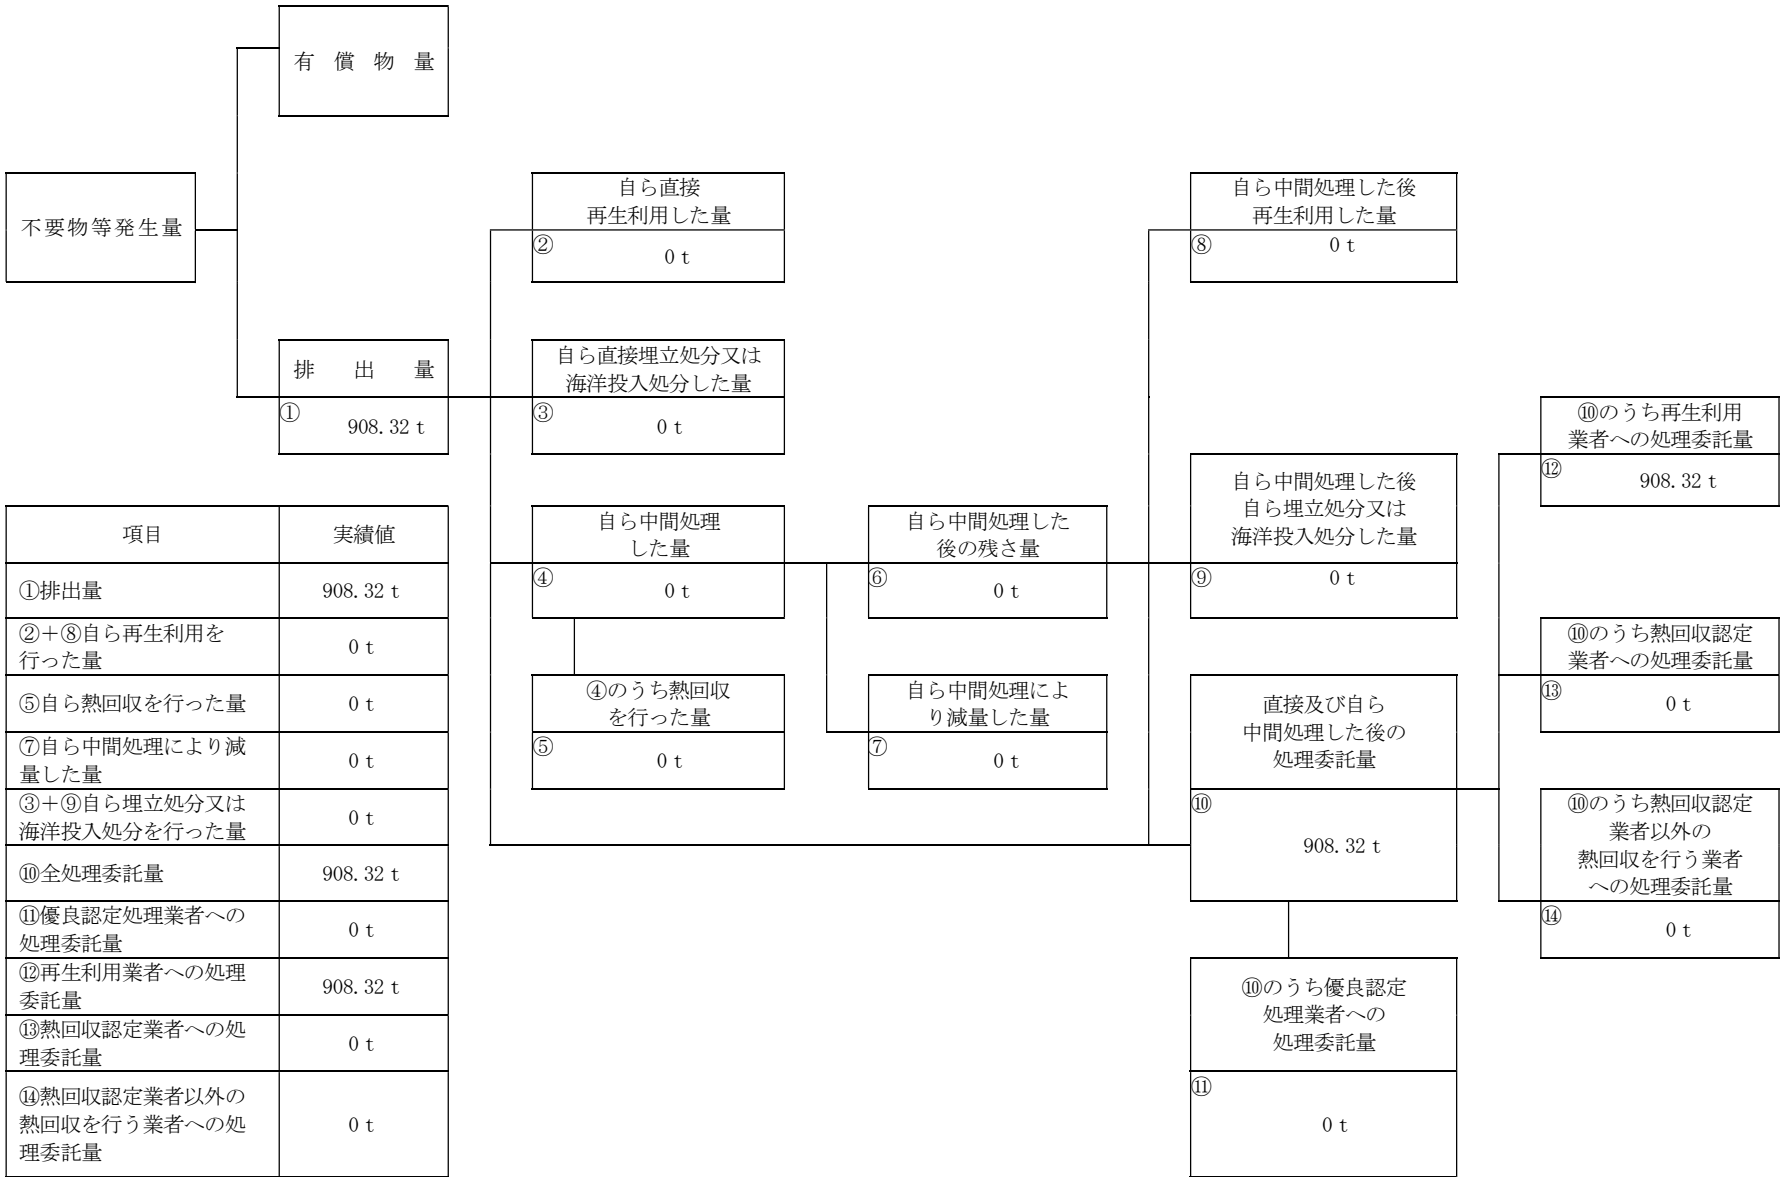 有償物量
不要物等発生量
排出量
① 908.32 t
自ら直接
再生利用した量
② 0 t
自ら直接埋立処分又は
海洋投入処分した量
③ 0 t
自ら中間処理
した量
④ 0 t
④のうち熱回収
を行った量
⑤ 0 t
自ら中間処理した
後の残さ量
⑥ 0 t
自ら中間処理によ
り減量した量
⑦ 0 t
自ら中間処理した後
再生利用した量
⑧ 0 t
自ら中間処理した後
自ら埋立処分又は
海洋投入処分した量
⑨ 0 t
直接及び自ら
中間処理した後の
処理委託量
⑩
908.32 t
⑩のうち優良認定
処理業者への
処理委託量
⑪
0 t
⑩のうち再生利用
業者への処理委託量
⑫ 908.32 t
⑩のうち熱回収認定
業者への処理委託量
⑬ 0 t
⑩のうち熱回収認定
業者以外の
熱回収を行う業者
への処理委託量
⑭ 0 t
項目 実績値
①排出量 908.32 t
②+⑧自ら再生利用を
行った量 0 t
⑤自ら熱回収を行った量 0 t
⑦自ら中間処理により減
量した量 0 t
③+⑨自ら埋立処分又は
海洋投入処分を行った量 0 t
⑩全処理委託量 908.32 t
⑪優良認定処理業者への
処理委託量 0 t
⑫再生利用業者への処理
委託量 908.32 t
⑬熱回収認定業者への処
理委託量 0 t
⑭熱回収認定業者以外の
熱回収を行う業者への処 0 t
理委託量